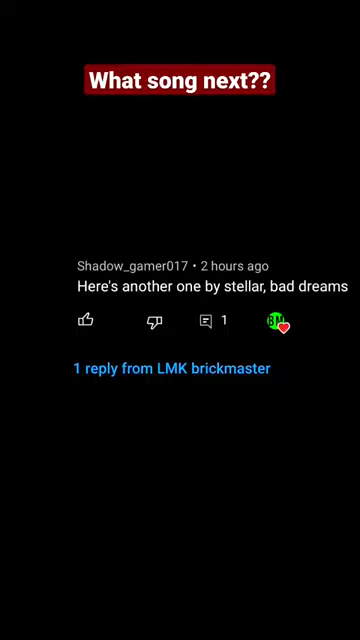 What song next??
Shadow_gamer017 • 2 hours ago
Here's another one by stellar, bad dreams
1
BM
1 reply from LMK brickmaster